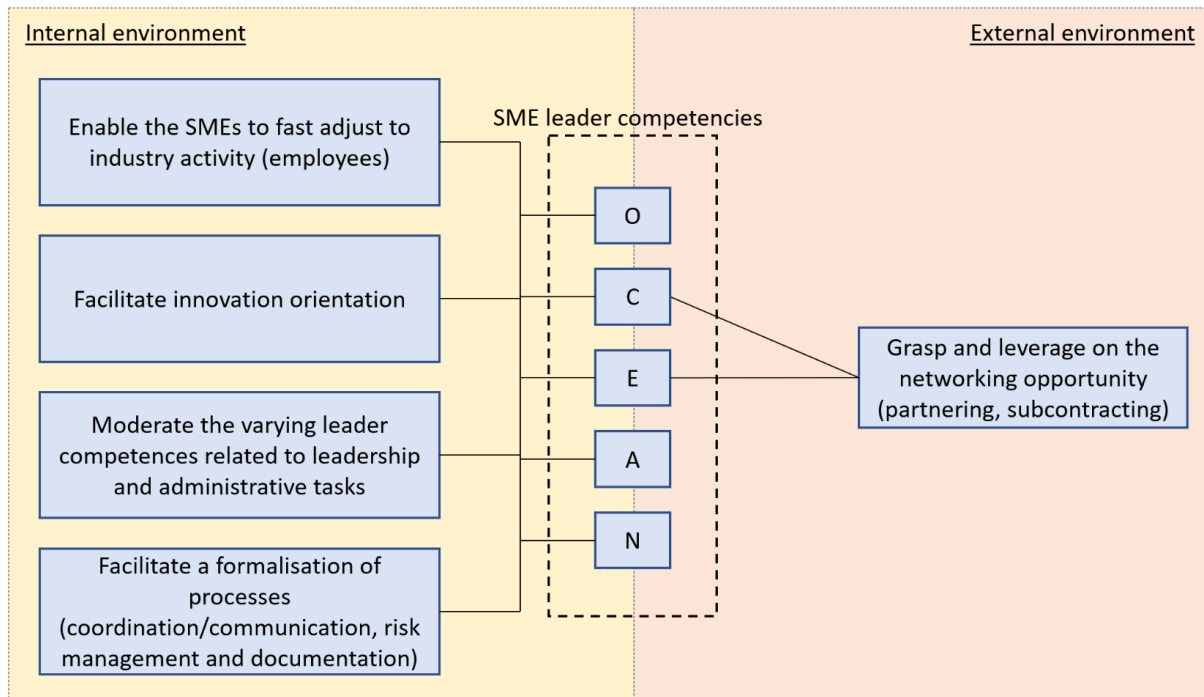 Internal environment
External environment
Enable the SMEs to fast adjust to
industry activity (employees)
Facilitate innovation orientation
Moderate the varying leader
competences related to leadership
and administrative tasks
Facilitate a formalisation of
processes
(coordination/communication, risk
management and documentation)
SME leader competencies
O
C
E
A
N
Grasp and leverage on the
networking opportunity
(partnering, subcontracting)